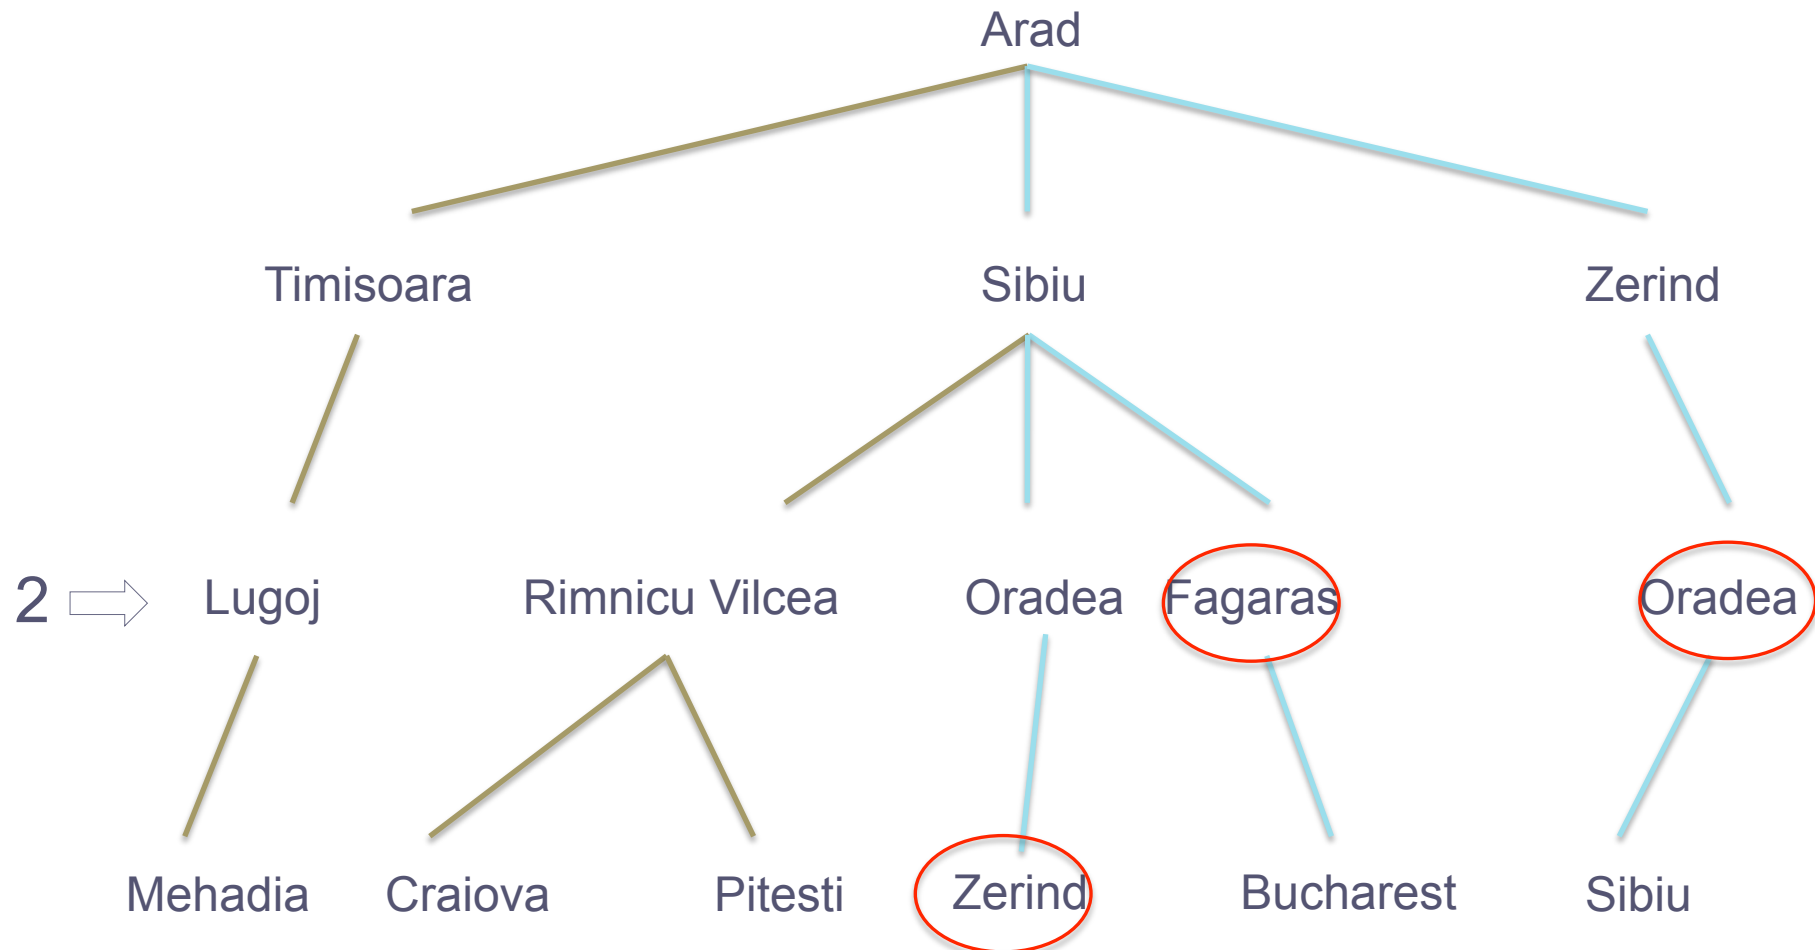 Arad
Timisoara Sibiu Zerind
2 Lugoj Rimnicu Vilcea Oradea Fagaras Oradea
Mehadia Craiova Pitesti Zerind Bucharest Sibiu